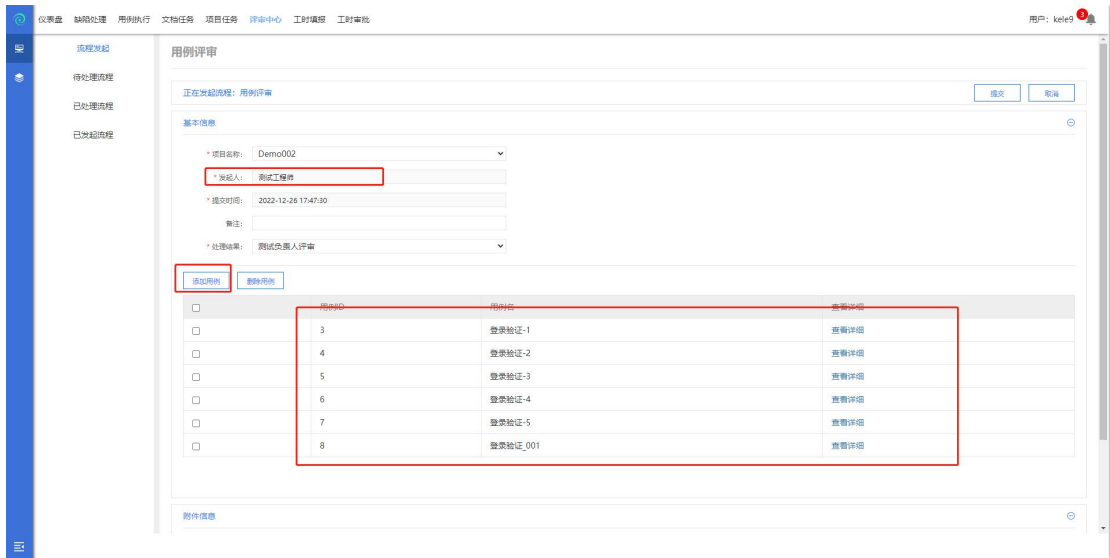 仪表盘 缺陷处理 用例执行 文档任务 项目任务 评审中心 工时填报 工时审批 用户: kele9 3
流程发起
待处理流程
已处理流程
已发起流程
用例评审
正在发起流程: 用例评审 提交 取消
基本信息
* 项目名称: Demo002
* 发起人: 测试工程师
* 提交时间: 2022-12-26 17:47:30
备注:
* 处理结果: 测试负责人评审
添加用例 删除用例
用例ID 用例名 查看详细
3 登录验证-1 查看详细
4 登录验证-2 查看详细
5 登录验证-3 查看详细
6 登录验证-4 查看详细
7 登录验证-5 查看详细
8 登录验证_001 查看详细
附件信息